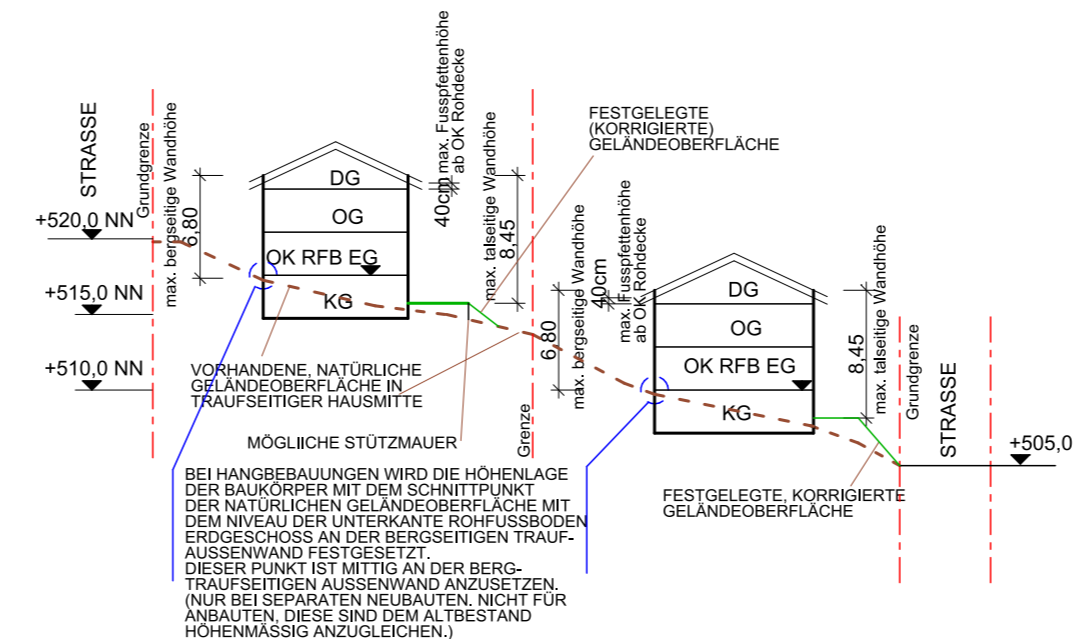 STRASSE
Grundgrenze
max. bergseitige Wandhöhe
6,80
+520,0 NN
+515,0 NN
+510,0 NN
DG
OG
OK RFB EG
KG
40cm
max. Fusspfettenhöhe
ab OK Rohdecke
max. talseitige Wandhöhe
8,45
FESTGELEGTE
(KORRIGIERTE)
GELÄNDEOBERFLÄCHE
VORHANDENE, NATÜRLICHE
GELÄNDEOBERFLÄCHE IN
TRAUFSEITIGER HAUSMITTE
MÖGLICHE STÜTZMAUER
Grenze
6,80
max. bergseitige Wandhöhe
40cm
max. Fusspfettenhöhe
ab OK Rohdecke
DG
OG
OK RFB EG
KG
8,45
max. talseitige Wandhöhe
Grundgrenze
STRASSE
+505,0
FESTGELEGTE, KORRIGIERTE
GELÄNDEOBERFLÄCHE
BEI HANGBEBAUUNGEN WIRD DIE HÖHENLAGE
DER BAUKÖRPER MIT DEM SCHNITTPUNKT
DER NATÜRLICHEN GELÄNDEOBERFLÄCHE MIT
DEM NIVEAU DER UNTERKANTE ROHFUSSBODEN
ERDGESCHOSS AN DER BERGSEITIGEN TRAUF-
AUSSENWAND FESTGESETZT.
DIESER PUNKT IST MITTIG AN DER BERG-
TRAUFSEITIGEN AUSSENWAND ANZUSETZEN.
(NUR BEI SEPARATEN NEUBAUTEN. NICHT FÜR
ANBAUTEN, DIESE SIND DEM ALTBESTAND
HÖHENMÄSSIG ANZUGLEICHEN.)